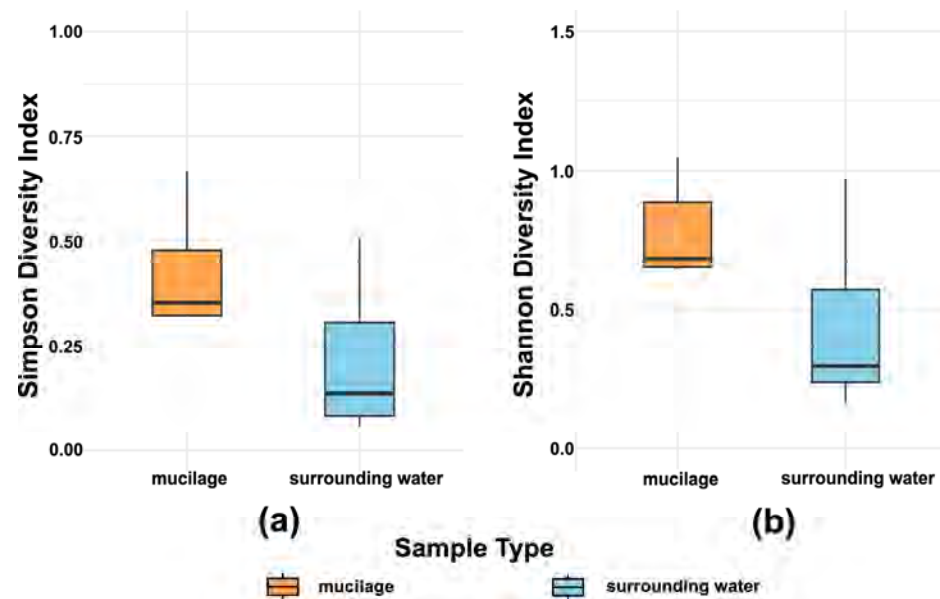 Simpson Diversity Index
1.00
0.75
0.50
0.25
0.00
mucilage surrounding water
(a)
Shannon Diversity Index
1.5
1.0
0.5
0.0
mucilage surrounding water
(b)
Sample Type
mucilage surrounding water